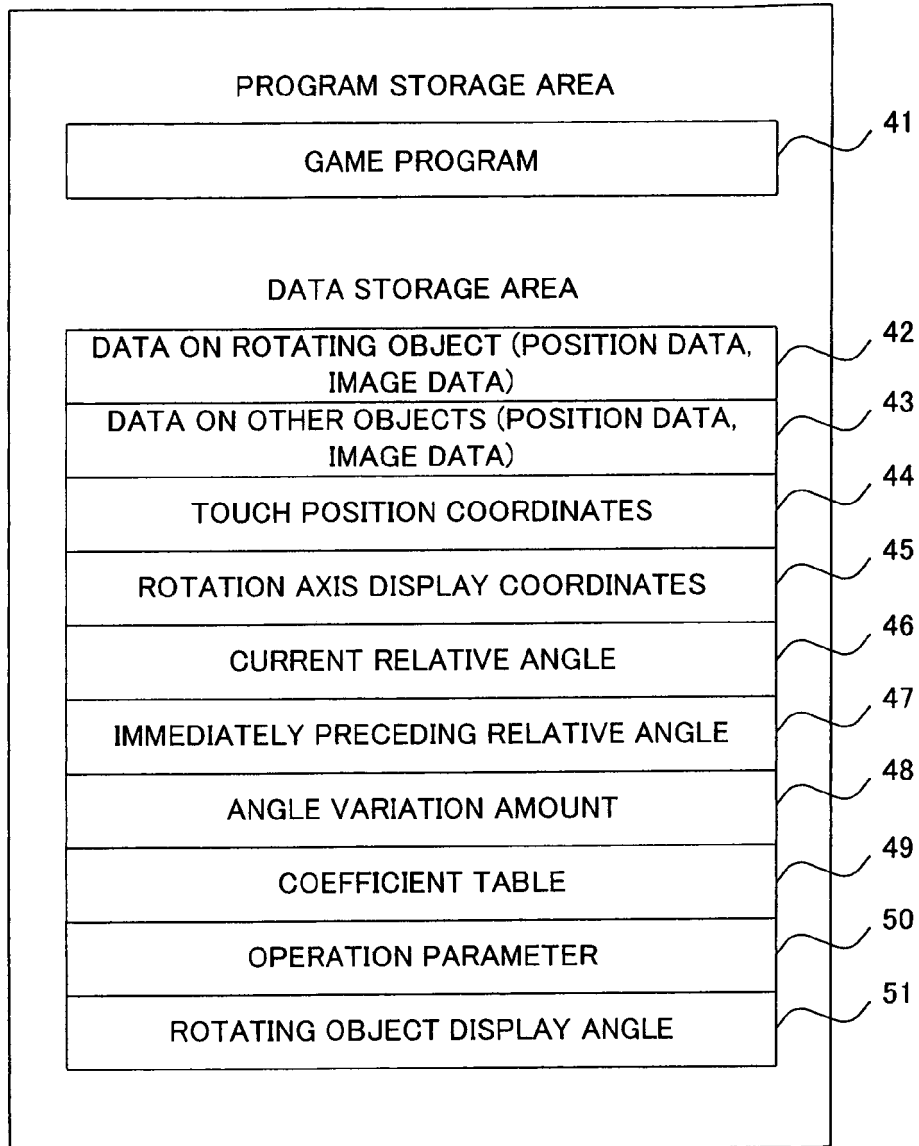 PROGRAM STORAGE AREA
GAME PROGRAM
41
DATA STORAGE AREA
DATA ON ROTATING OBJECT (POSITION DATA,
IMAGE DATA)
42
DATA ON OTHER OBJECTS (POSITION DATA,
IMAGE DATA)
43
TOUCH POSITION COORDINATES
44
ROTATION AXIS DISPLAY COORDINATES
45
CURRENT RELATIVE ANGLE
46
IMMEDIATELY PRECEDING RELATIVE ANGLE
47
ANGLE VARIATION AMOUNT
48
COEFFICIENT TABLE
49
OPERATION PARAMETER
50
ROTATING OBJECT DISPLAY ANGLE
51